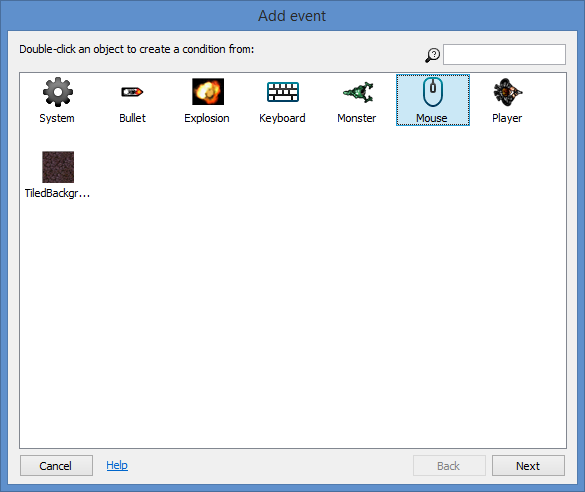 Add event
Double-click an object to create a condition from:
System Bullet Explosion Keyboard Monster Mouse Player
TiledBackgr...
Cancel Help Back Next